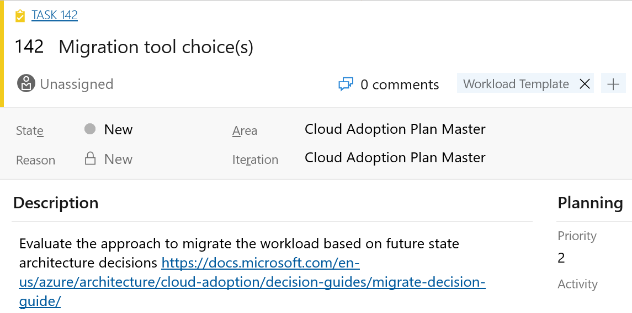 TASK 142
142 Migration tool choice(s)
Unassigned
0 comments
Workload Template
State
New
Area
Cloud Adoption Plan Master
Reason
New
Iteration
Cloud Adoption Plan Master
Description
Planning
Evaluate the approach to migrate the workload based on future state
architecture decisions https://docs.microsoft.com/en-
us/azure/architecture/cloud-adoption/decision-guides/migrate-decision-
guide/
Priority
2
Activity